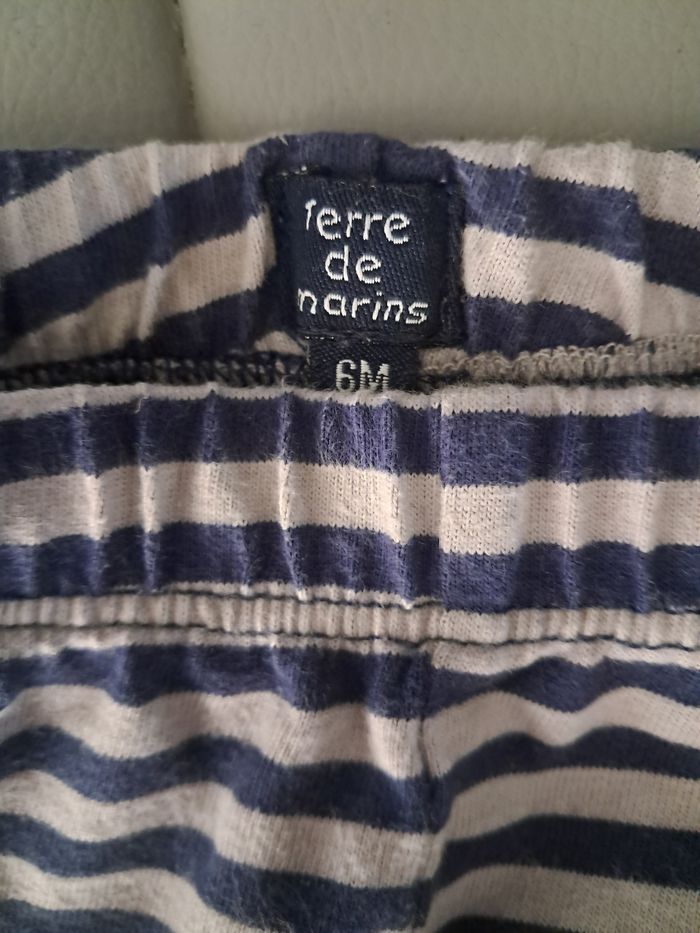 terre
de
marins
6M